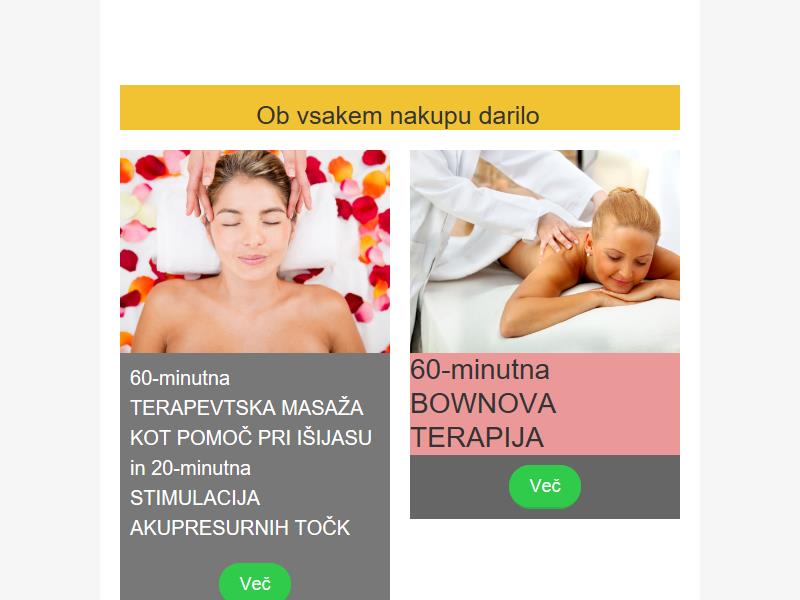 Ob vsakem nakupu darilo
60-minutna
TERAPEVTSKA MASAŽA
KOT POMOČ PRI IŠIJASU
in 20-minutna
STIMULACIJA
AKUPRESURNIH TOČK
Več
60-minutna
BOWNOVA
TERAPIJA
Več